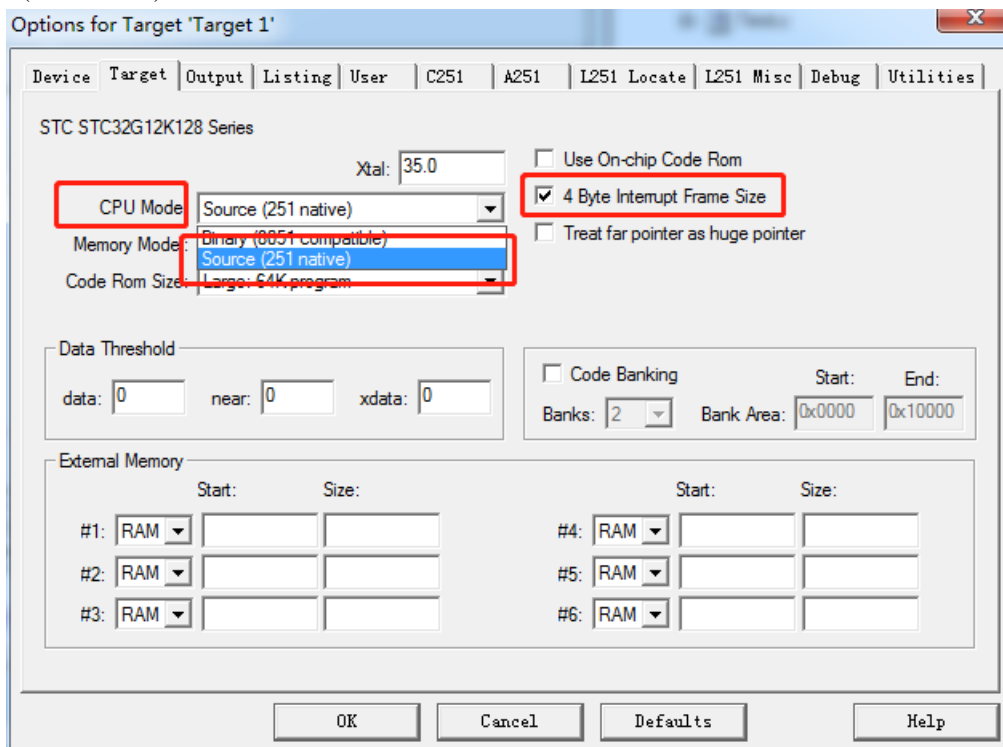 Options for Target 'Target 1'
Device Target Output Listing User C251 A251 L251 Locate L251 Misc Debug Utilities
STC STC32G12K128 Series
Xtal: 35.0
Use On-chip Code Rom
CPU Mode Source (251 native)
4 Byte Interrupt Frame Size
Binary (8051 compatible)
Memory Model:
Source (251 native)
Treat far pointer as huge pointer
Code Rom Size: Large: 64K program
Data Threshold
data: 0 near: 0 xdata: 0
Code Banking Start: End:
Banks: 2 Bank Area: 0x0000 0x10000
External Memory
Start: Size: Start: Size:
#1: RAM #4: RAM
#2: RAM #5: RAM
#3: RAM #6: RAM
OK Cancel Defaults Help